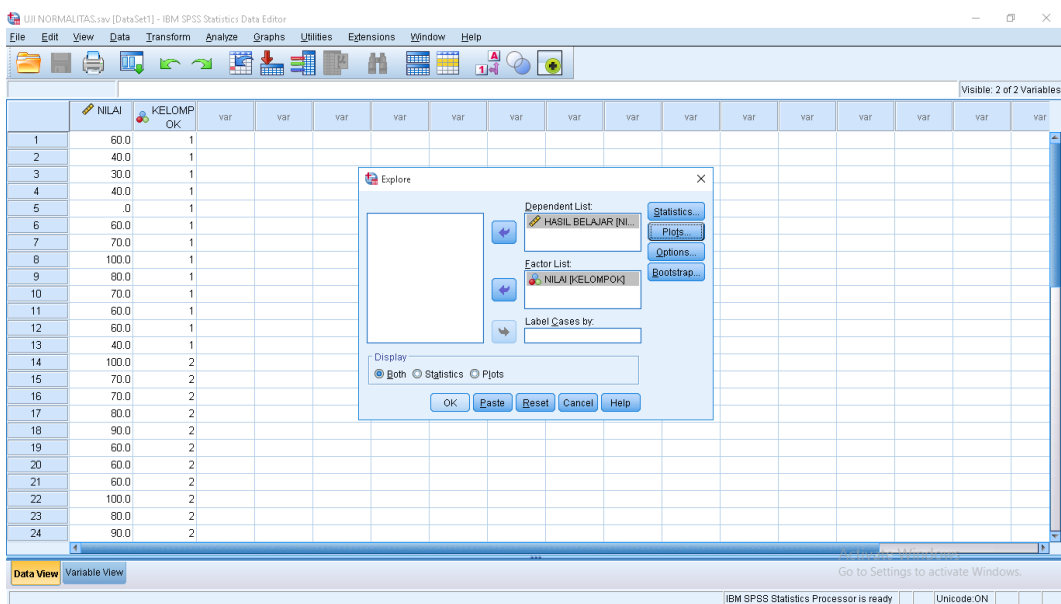 UJI NORMALITAS.sav [DataSet1] - IBM SPSS Statistics Data Editor
File Edit View Data Transform Analyze Graphs Utilities Extensions Window Help
Visible: 2 of 2 Variables
NILAI KELOMP OK var var var var var var var var var var var var var var var
1 60.0 1
2 40.0 1
3 30.0 1
4 40.0 1
5 .0 1
6 60.0 1
7 70.0 1
8 100.0 1
9 80.0 1
10 70.0 1
11 60.0 1
12 60.0 1
13 40.0 1
14 100.0 2
15 70.0 2
16 70.0 2
17 80.0 2
18 90.0 2
19 60.0 2
20 60.0 2
21 60.0 2
22 100.0 2
23 80.0 2
24 90.0 2
Explore
Dependent List:
HASIL BELAJAR [NI...
Factor List:
NILAI [KELOMPOK]
Label Cases by:
Statistics...
Plots...
Options...
Bootstrap...
Display
Both Statistics Plots
OK Paste Reset Cancel Help
Activate Windows
Go to Settings to activate Windows.
Data View Variable View
IBM SPSS Statistics Processor is ready Unicode:ON